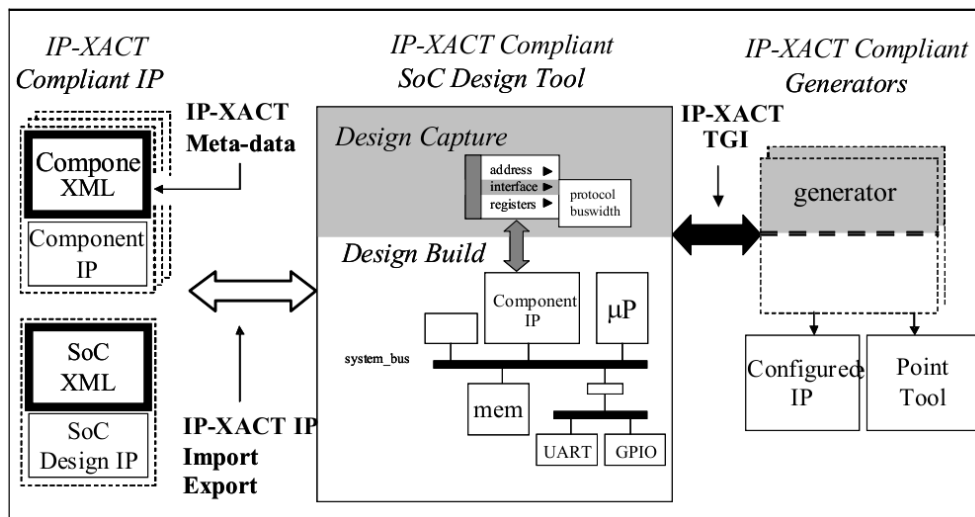 IP-XACT
Compliant IP
IP-XACT
Meta-data
Compone
XML
Component
IP
SoC
XML
SoC
Design IP
IP-XACT IP
Import
Export
IP-XACT Compliant
SoC Design Tool
Design Capture
address
interface
registers
protocol
buswidth
Design Build
Component
IP
µP
system_bus
mem
UART
GPIO
IP-XACT
TGI
IP-XACT Compliant
Generators
generator
Configured
IP
Point
Tool